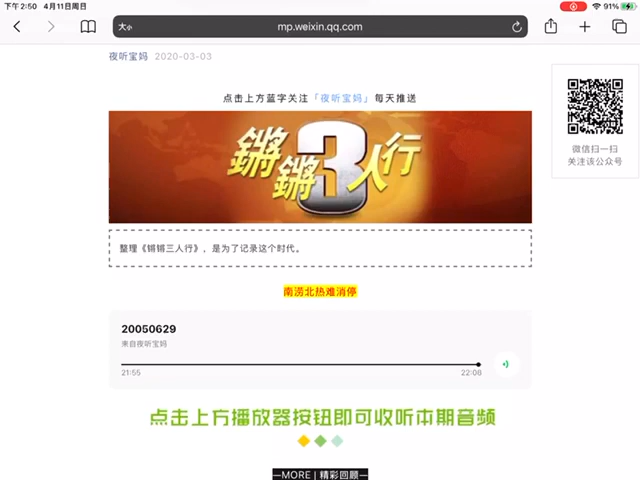 下午2:50 4月11日周日
91%
大小
mp.weixin.qq.com
夜听宝妈 2020-03-03
点击上方蓝字关注「夜听宝妈」每天推送
锵锵3人行
整理《锵锵三人行》，是为了记录这个时代。
南涝北热难消停
20050629
来自夜听宝妈
21:55
22:08
点击上方播放器按钮即可收听本期音频
—MORE | 精彩回顾—
微信扫一扫
关注该公众号